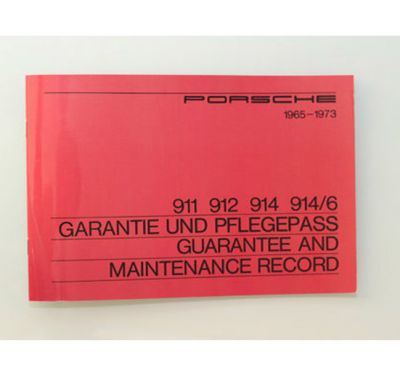 PORSCHE
1965-1973
911 912 914 914/6
GARANTIE UND PFLEGEPASS
GUARANTEE AND
MAINTENANCE RECORD